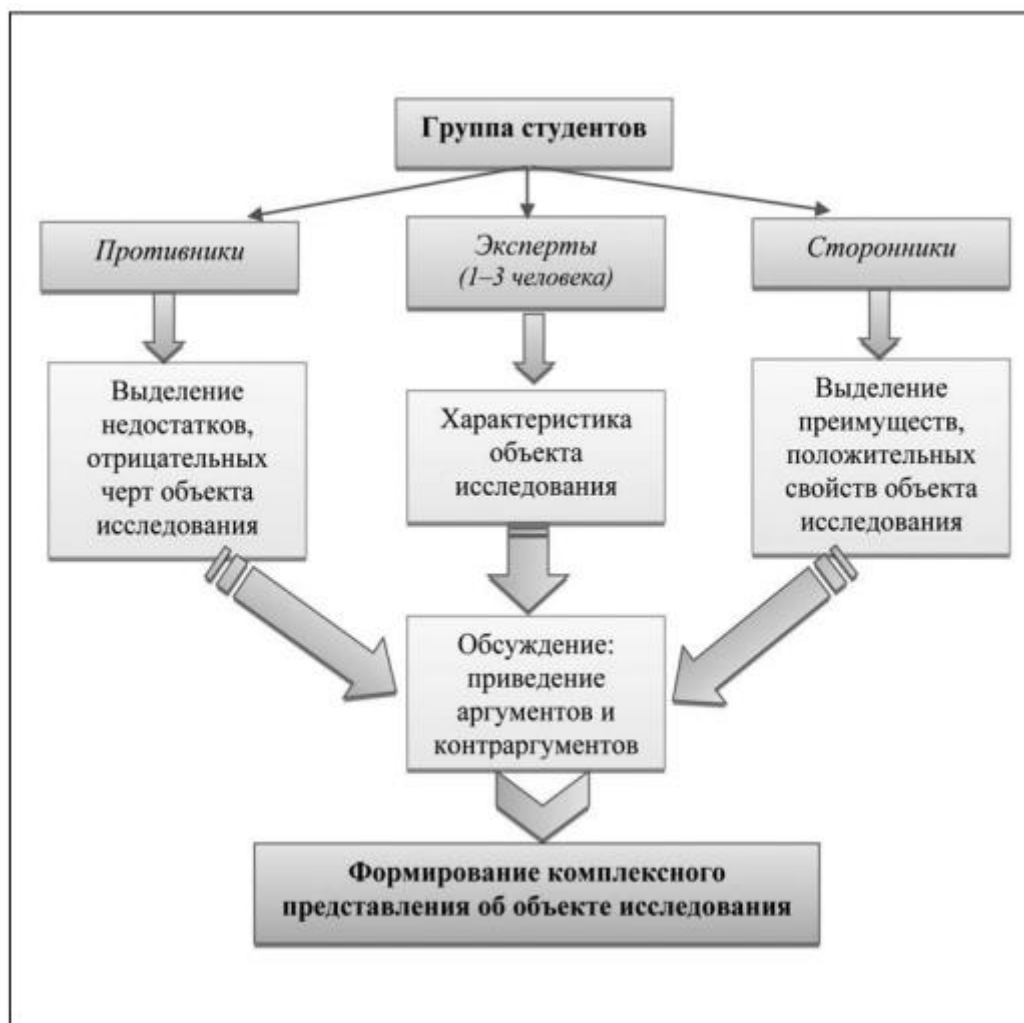 Группа студентов
Противники
Эксперты
(1–3 человека)
Сторонники
Выделение
недостатков,
отрицательных
черт объекта
исследования
Характеристика
объекта
исследования
Выделение
преимуществ,
положительных
свойств объекта
исследования
Обсуждение:
приведение
аргументов и
контраргументов
Формирование комплексного
представления об объекте исследования